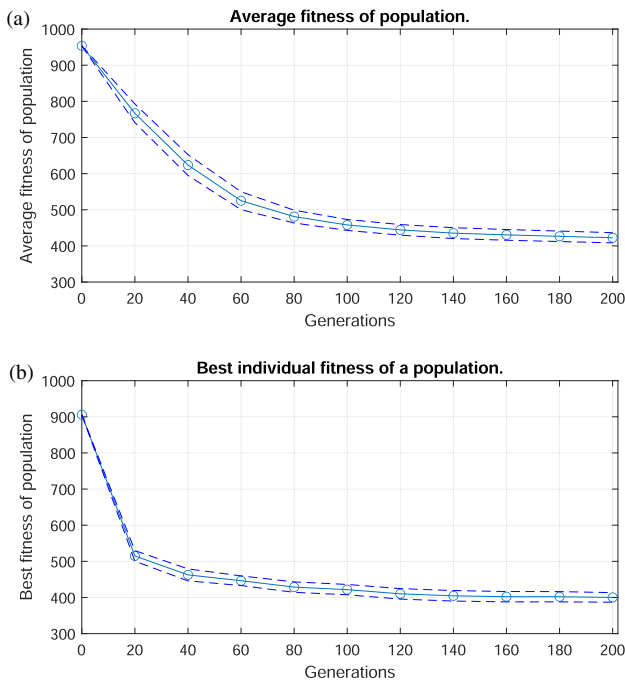 (a)
Average fitness of population.
Average fitness of population
1000
900
800
700
600
500
400
300
0 20 40 60 80 100 120 140 160 180 200
Generations
(b)
Best individual fitness of a population.
Best fitness of population
1000
900
800
700
600
500
400
300
0 20 40 60 80 100 120 140 160 180 200
Generations